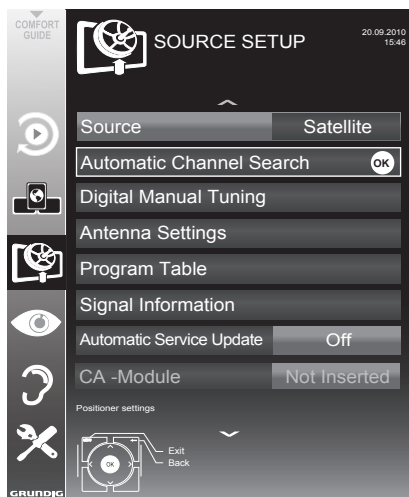 COMFORT
GUIDE
SOURCE SETUP
20.09.2010
15:46
Source Satellite
Automatic Channel Search OK
Digital Manual Tuning
Antenna Settings
Program Table
Signal Information
Automatic Service Update Off
CA -Module Not Inserted
Positioner settings
Exit
OK Back
GRUNDIG